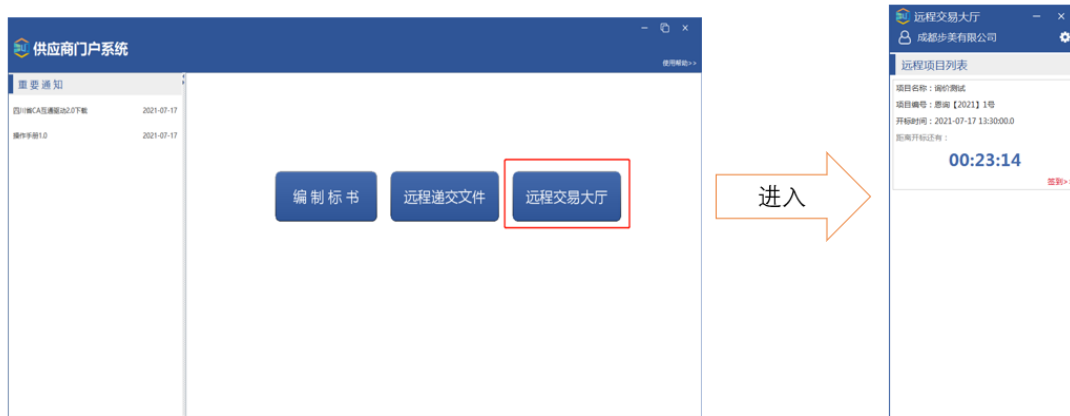 供应商门户系统
使用帮助>>
重要通知
四川省CA互通驱动2.0下载 2021-07-17
操作手册1.0 2021-07-17
编制标书
远程递交文件
远程交易大厅
进入
远程交易大厅
成都步美有限公司
远程项目列表
项目名称：询价测试
项目编号：恩询【2021】1号
开标时间：2021-07-17 13:30:00.0
距离开标还有：
00:23:14
签到>>